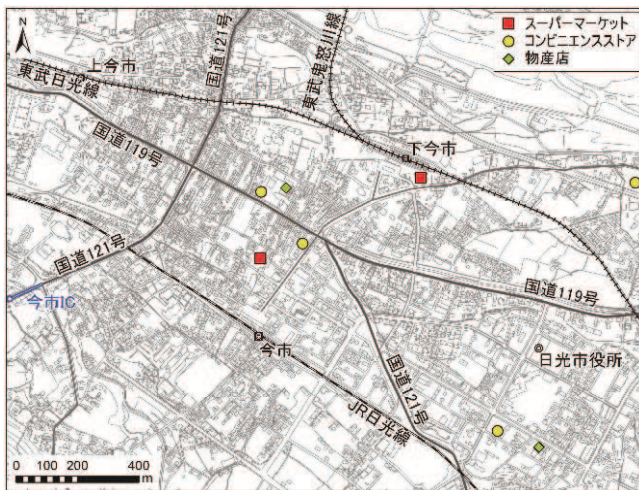 N
スーパーマーケット
コンビニエンスストア
物産店
国道121号
東武鬼怒川線
上今市
東武日光線
国道119号
下今市
国道121号
今市IC
国道119号
今市
日光市役所
国道121号
JR日光線
0 100 200 400
m